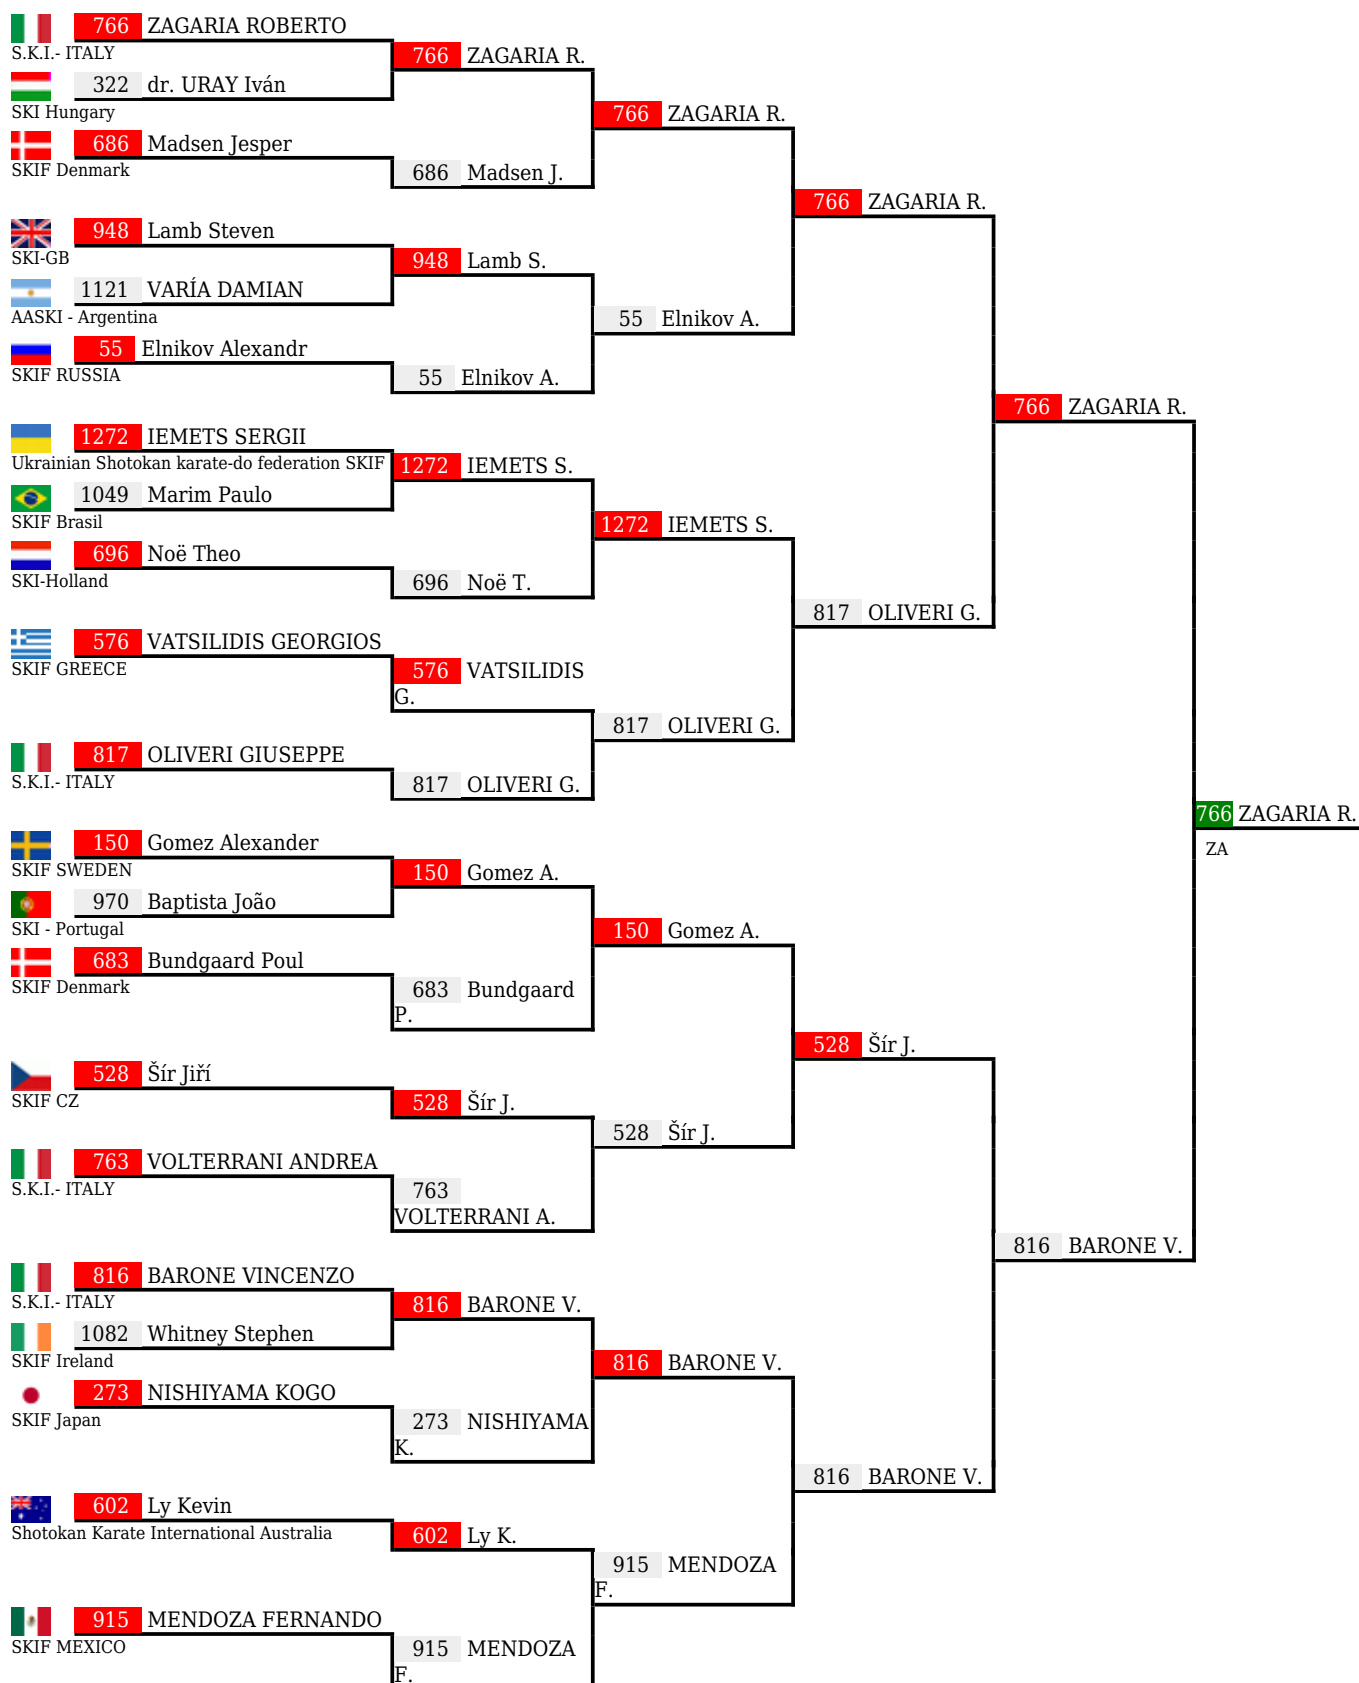 766 ZAGARIA ROBERTO
S.K.I.- ITALY
766 ZAGARIA R.
322 dr. URAY Iván
SKI Hungary
766 ZAGARIA R.
686 Madsen Jesper
SKIF Denmark
686 Madsen J.
766 ZAGARIA R.
948 Lamb Steven
SKI-GB
948 Lamb S.
1121 VARÍA DAMIAN
AASKI - Argentina
55 Elnikov A.
55 Elnikov Alexandr
SKIF RUSSIA
55 Elnikov A.
766 ZAGARIA R.
1272 IEMETS SERGII
Ukrainian Shotokan karate-do federation SKIF
1272 IEMETS S.
1049 Marim Paulo
SKIF Brasil
1272 IEMETS S.
696 Noë Theo
SKI-Holland
696 Noë T.
817 OLIVERI G.
576 VATSILIDIS GEORGIOS
SKIF GREECE
576 VATSILIDIS
G.
817 OLIVERI G.
817 OLIVERI GIUSEPPE
S.K.I.- ITALY
817 OLIVERI G.
766 ZAGARIA R.
ZA
150 Gomez Alexander
SKIF SWEDEN
150 Gomez A.
970 Baptista João
SKI - Portugal
150 Gomez A.
683 Bundgaard Poul
SKIF Denmark
683 Bundgaard
P.
528 Šír J.
528 Šír Jiří
SKIF CZ
528 Šír J.
528 Šír J.
763 VOLTERRANI ANDREA
S.K.I.- ITALY
763
VOLTERRANI A.
816 BARONE V.
816 BARONE VINCENZO
S.K.I.- ITALY
816 BARONE V.
1082 Whitney Stephen
SKIF Ireland
816 BARONE V.
273 NISHIYAMA KOGO
SKIF Japan
273 NISHIYAMA
K.
816 BARONE V.
602 Ly Kevin
Shotokan Karate International Australia
602 Ly K.
915 MENDOZA
F.
915 MENDOZA FERNANDO
SKIF MEXICO
915 MENDOZA
F.